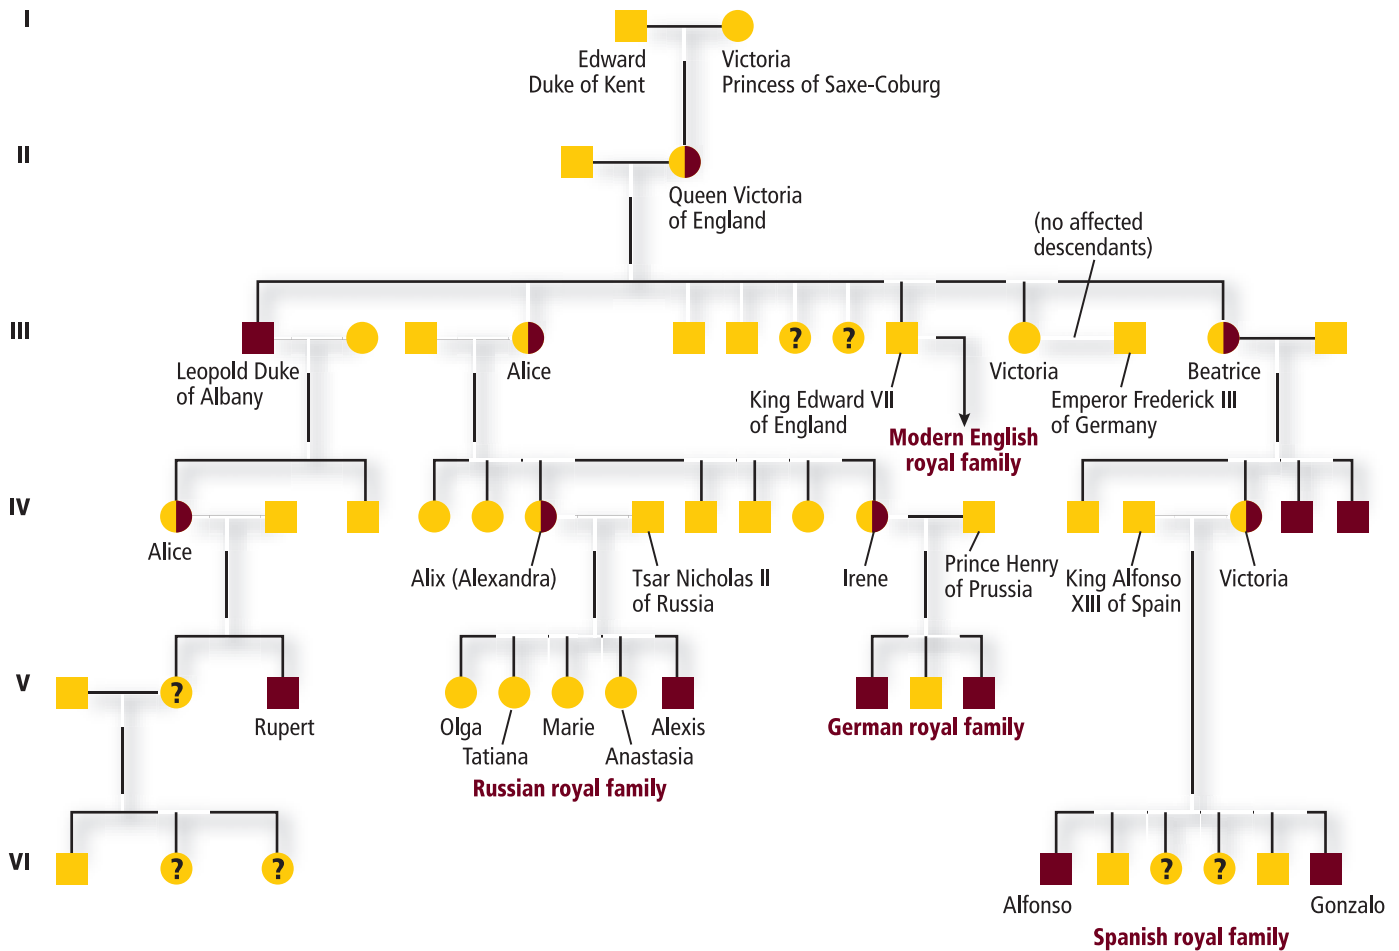 I
Edward
Duke of Kent
Victoria
Princess of Saxe-Coburg
II
Queen Victoria
of England
(no affected
descendants)
III
?
?
Leopold Duke
of Albany
Alice
King Edward VII
of England
Victoria
Emperor Frederick III
of Germany
Beatrice
Modern English
royal family
IV
Alice
Alix (Alexandra)
Tsar Nicholas II
of Russia
Irene
Prince Henry
of Prussia
King Alfonso
XIII of Spain
Victoria
V
?
Rupert
Olga
Tatiana
Marie
Anastasia
Alexis
Russian royal family
German royal family
VI
?
?
?
?
Alfonso
Gonzalo
Spanish royal family